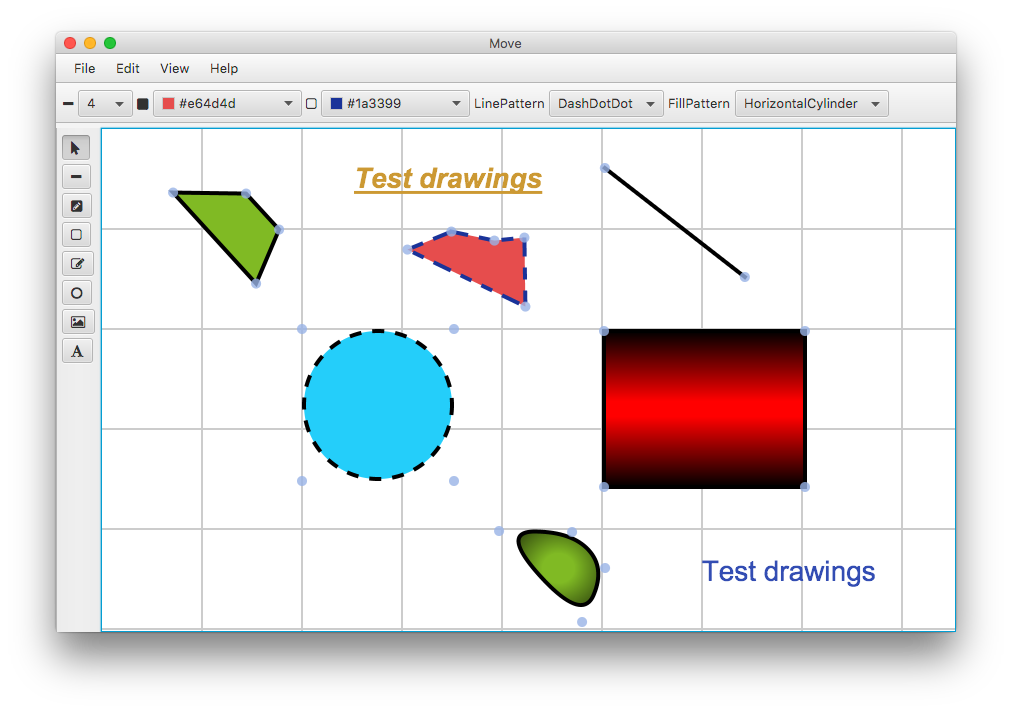 Move
File Edit View Help
4 #e64d4d #1a3399 LinePattern DashDotDot FillPattern HorizontalCylinder
Test drawings
A
Test drawings